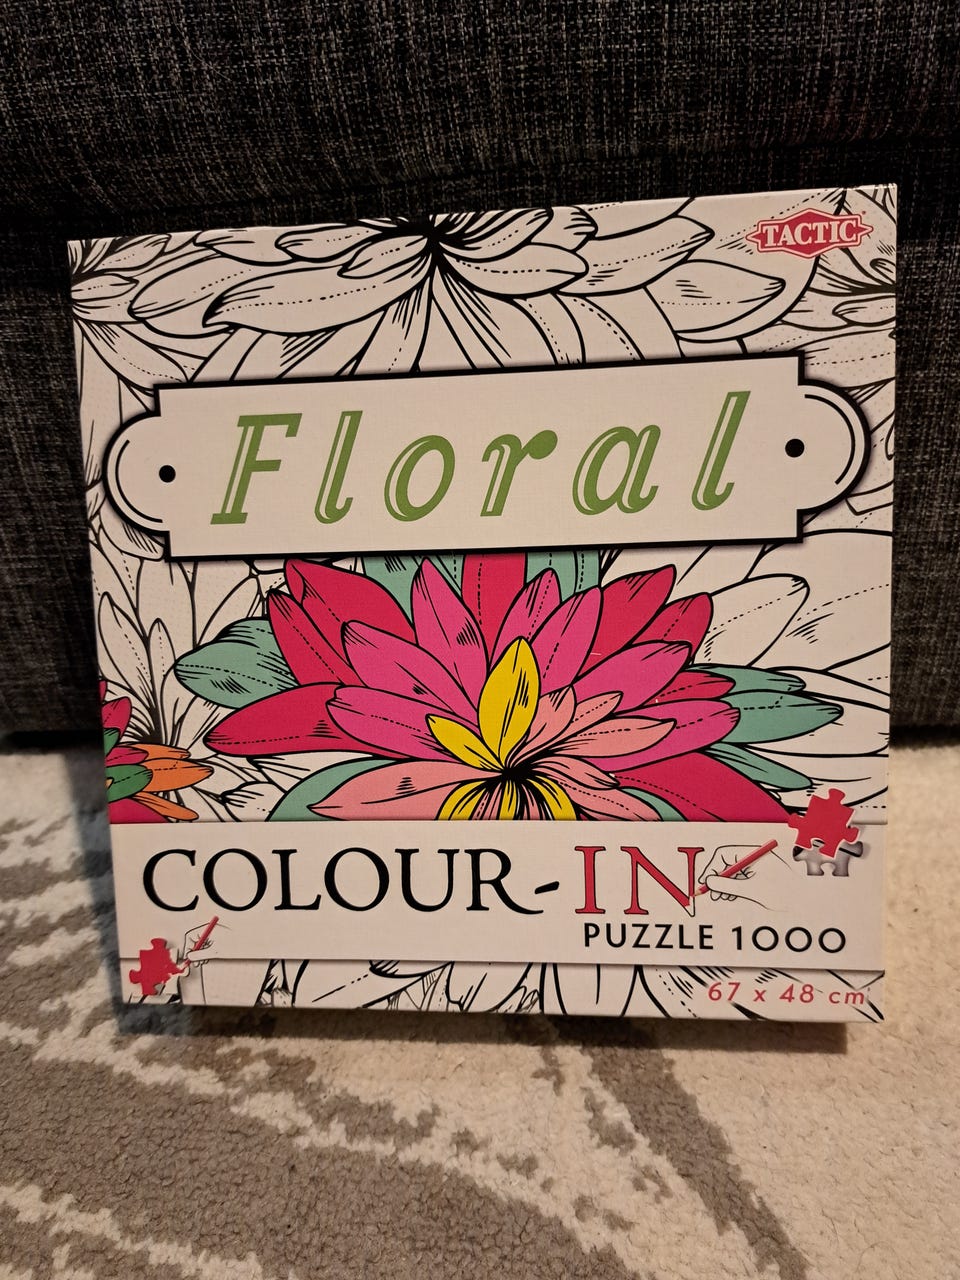 TACTIC
Floral
COLOUR-IN
PUZZLE 1000
67 x 48 cm